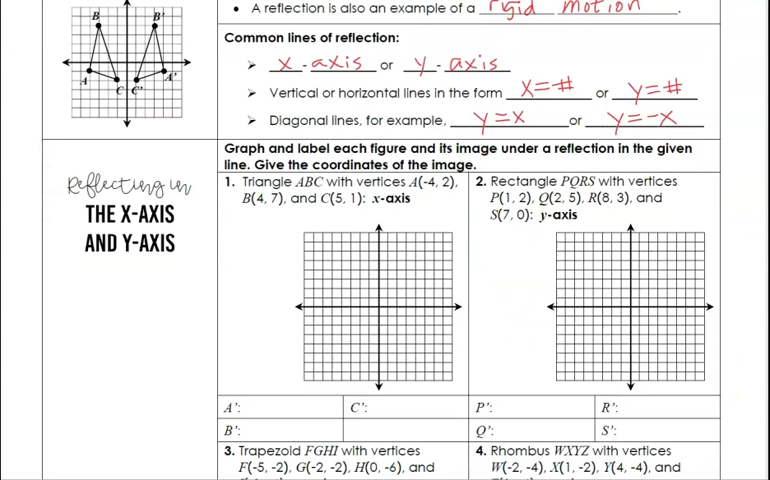 B B'
A A'
C C'
• A reflection is also an example of a rigid motion.
Common lines of reflection:
➤ x - axis or y - axis
➤ Vertical or horizontal lines in the form x=# or y=#
➤ Diagonal lines, for example, y=x or y=-x
Reflecting in
THE X-AXIS
AND Y-AXIS
Graph and label each figure and its image under a reflection in the given
line. Give the coordinates of the image.
1. Triangle ABC with vertices A(-4, 2),
B(4, 7), and C(5, 1): x-axis
A':
C':
B':
2. Rectangle PQRS with vertices
P(1, 2), Q(2, 5), R(8, 3), and
S(7, 0): y-axis
P':
R':
Q':
S':
3. Trapezoid FGHI with vertices
F(-5, -2), G(-2, -2), H(0, -6), and
4. Rhombus WXYZ with vertices
W(-2, -4), X(1, -2), Y(4, -4), and